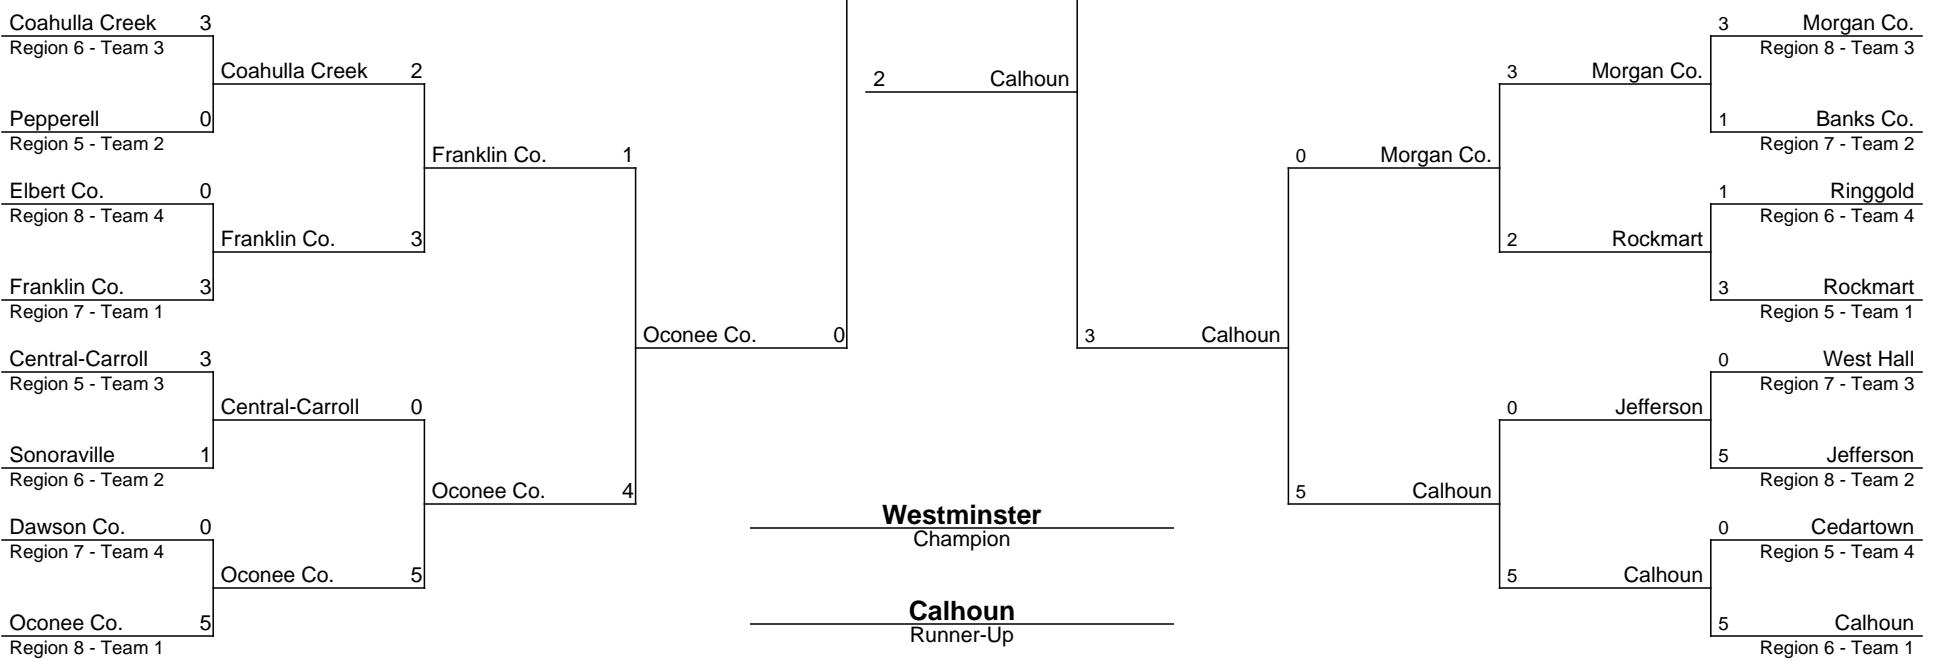 Coahulla Creek 3
Region 6 - Team 3
Coahulla Creek 2
Pepperell 0
Region 5 - Team 2
Franklin Co. 1
Elbert Co. 0
Region 8 - Team 4
Franklin Co. 3
Franklin Co. 3
Region 7 - Team 1
Oconee Co. 0
Central-Carroll 3
Region 5 - Team 3
Central-Carroll 0
Sonoraville 1
Region 6 - Team 2
Oconee Co. 4
Dawson Co. 0
Region 7 - Team 4
Oconee Co. 5
Oconee Co. 5
Region 8 - Team 1
2 Calhoun
3 Calhoun
Westminster
Champion
Calhoun
Runner-Up
3 Morgan Co.
Region 8 - Team 3
3 Morgan Co.
1 Banks Co.
Region 7 - Team 2
0 Morgan Co.
1 Ringgold
Region 6 - Team 4
2 Rockmart
3 Rockmart
Region 5 - Team 1
0 West Hall
Region 7 - Team 3
0 Jefferson
5 Jefferson
Region 8 - Team 2
5 Calhoun
0 Cedartown
Region 5 - Team 4
5 Calhoun
5 Calhoun
Region 6 - Team 1